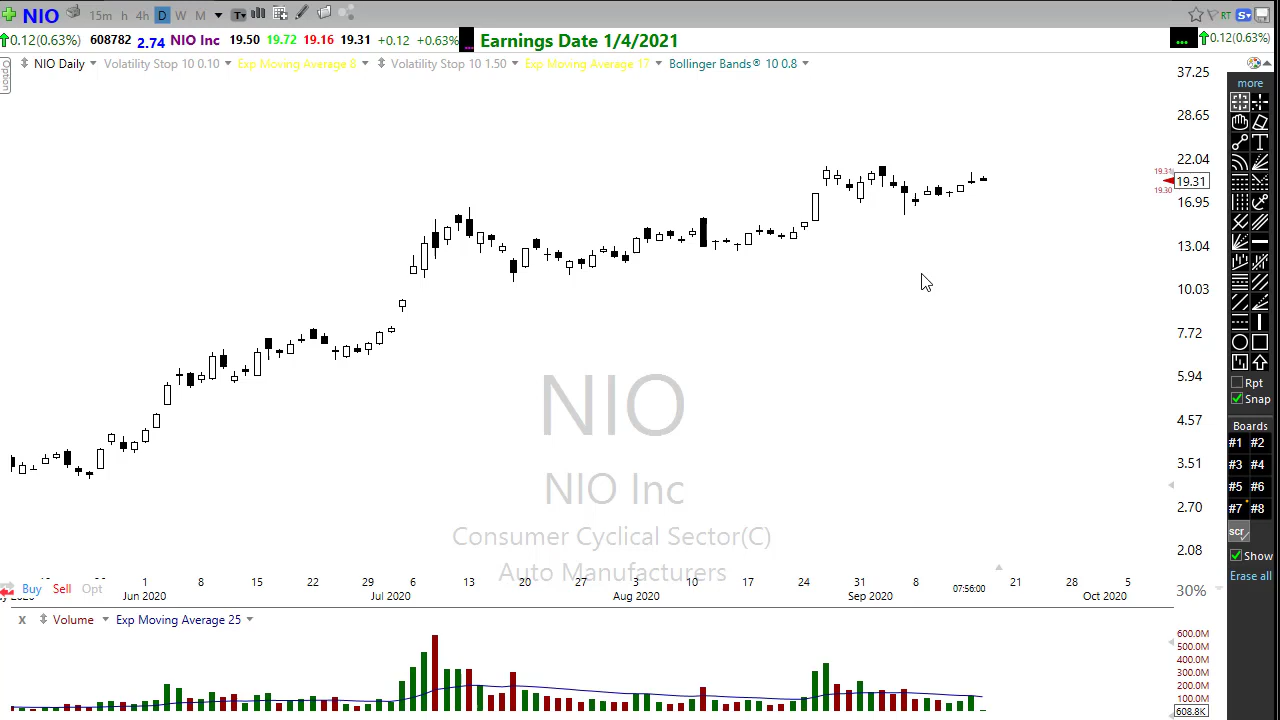 NIO 15m h 4h D W M T RT S
0.12(0.63%) 608782 2.74 NIO Inc 19.50 19.72 19.16 19.31 +0.12 +0.63% ... Earnings Date 1/4/2021 ... 0.12(0.63%)
Option
NIO Daily Volatility Stop 10 0.10 Exp Moving Average 8 Volatility Stop 10 1.50 Exp Moving Average 17 Bollinger Bands® 10 0.8
37.25
28.65
22.04
19.31
19.31
19.30
16.95
13.04
10.03
7.72
5.94
4.57
3.51
2.70
2.08
30%
more
Rpt
Snap
Boards
#1 #2
#3 #4
#5 #6
#7 #8
scr
Show
Erase all
NIO
NIO Inc
Consumer Cyclical Sector(C)
Auto Manufacturers
Buy Sell Opt
1 8 15 22 29 6 13 20 27 3 10 17 24 31 8 07:56:00 21 28 5
Jun 2020 Jul 2020 Aug 2020 Sep 2020 Oct 2020
X Volume Exp Moving Average 25
600.0M
500.0M
400.0M
300.0M
200.0M
100.0M
608.8K